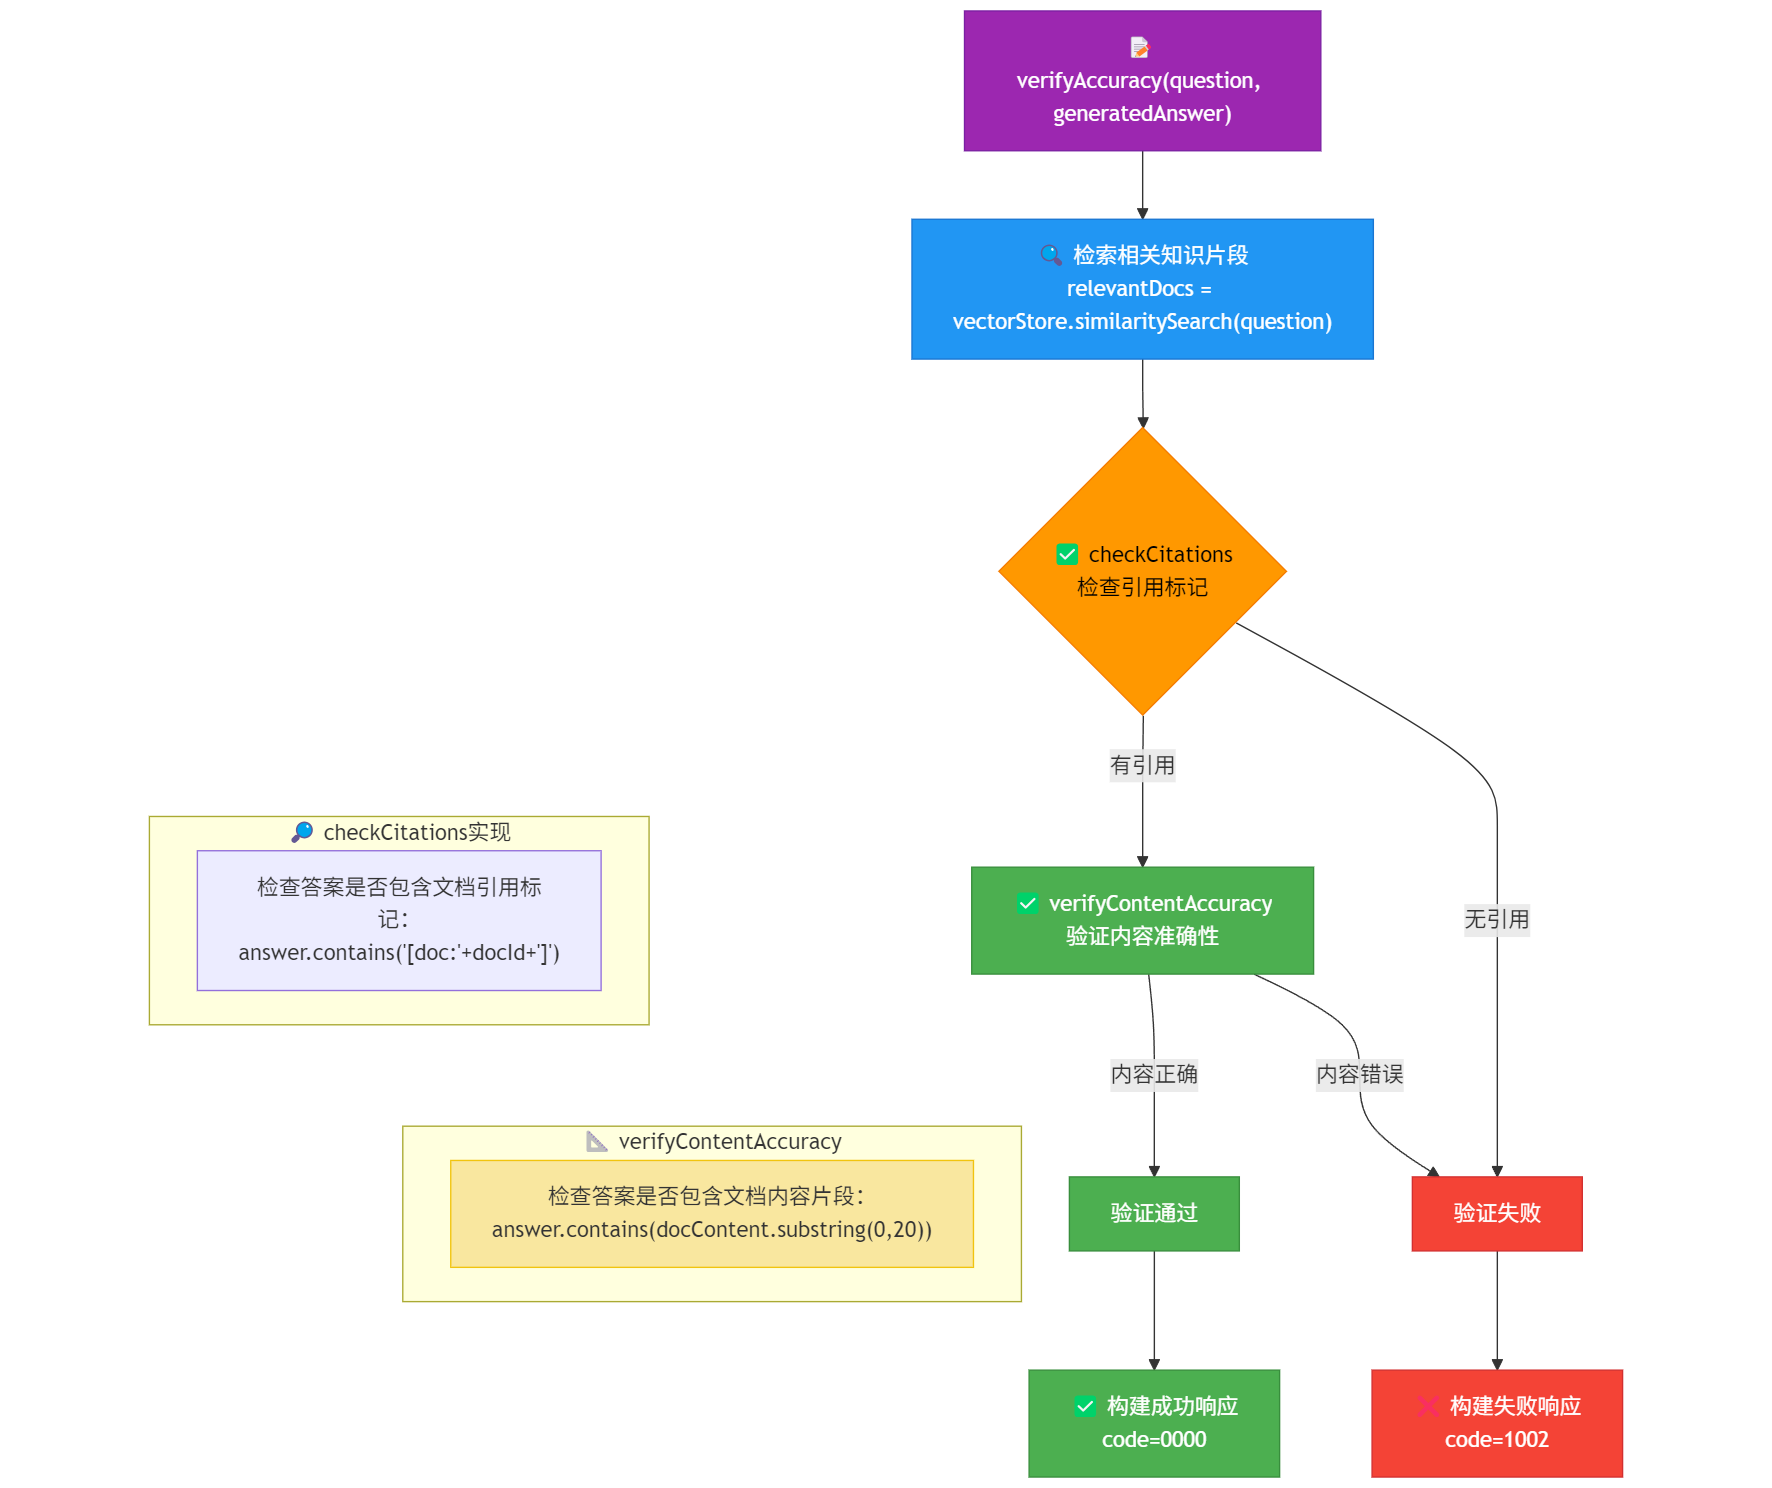 📝
verifyAccuracy(question,
generatedAnswer)
🔍 检索相关知识片段
relevantDocs =
vectorStore.similaritySearch(question)
✅ checkCitations
检查引用标记
有引用
无引用
🔎 checkCitations实现
检查答案是否包含文档引用标
记：
answer.contains('[doc:'+docId+']')
✅ verifyContentAccuracy
验证内容准确性
内容正确
内容错误
📐 verifyContentAccuracy
检查答案是否包含文档内容片段：
answer.contains(docContent.substring(0,20))
验证通过
验证失败
✅ 构建成功响应
code=0000
❌ 构建失败响应
code=1002